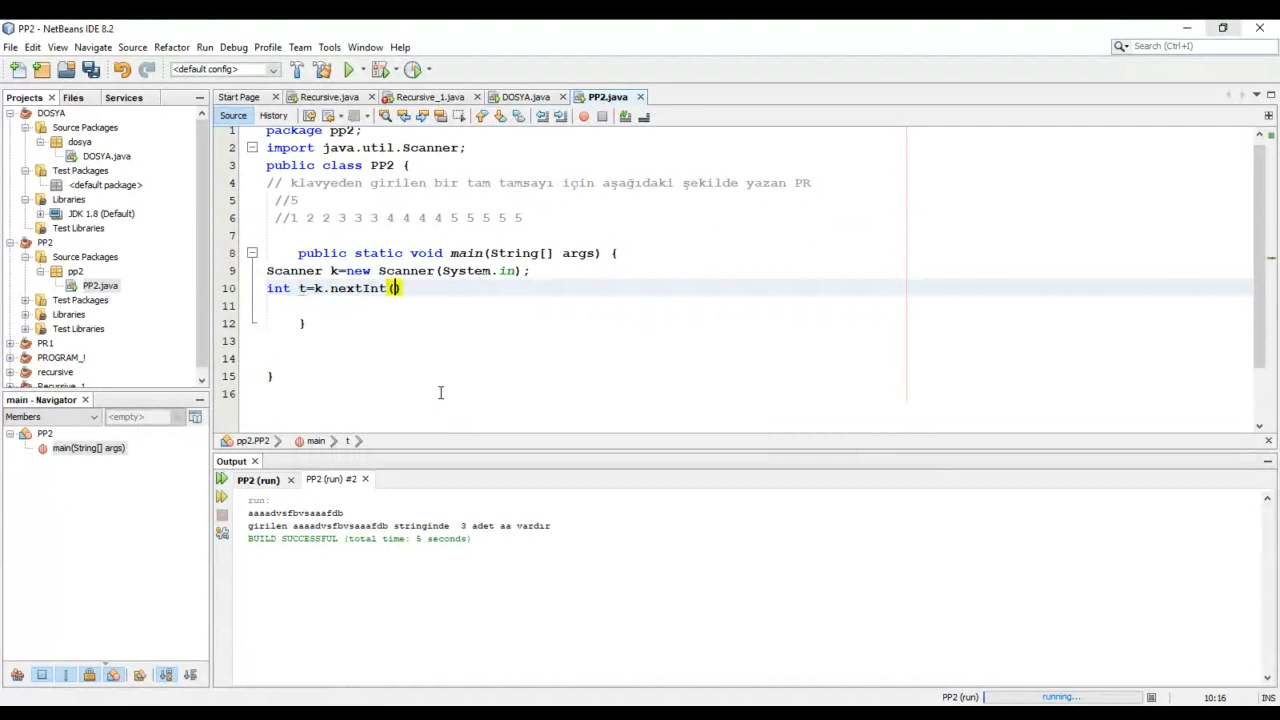 PP2 - NetBeans IDE 8.2
File Edit View Navigate Source Refactor Run Debug Profile Team Tools Window Help
Search (Ctrl+I)
<default config>
Projects Files Services
Start Page Recursive.java Recursive_1.java DOSYA.java PP2.java
Source History
DOSYA
Source Packages
dosya
DOSYA.java
Test Packages
<default package>
Libraries
JDK 1.8 (Default)
Test Libraries
PP2
Source Packages
pp2
PP2.java
Test Packages
Libraries
Test Libraries
PR1
PROGRAM_!
recursive
Recursive_1
1 package pp2;
2 import java.util.Scanner;
3 public class PP2 {
4 // klavyeden girilen bir tam tamsayı için aşağıdaki şekilde yazan PR
5 //5
6 //1 2 2 3 3 3 4 4 4 4 5 5 5 5 5
7
8 public static void main(String[] args) {
9 Scanner k=new Scanner(System.in);
10 int t=k.nextInt()
11
12 }
13
14
15 }
16
main - Navigator
Members <empty>
PP2
main(String[] args)
pp2.PP2 main t
Output
PP2 (run) PP2 (run) #2
run:
aaaadvsfbvsaaafdb
girilen aaaadvsfbvsaaafdb stringinde 3 adet aa vardır
BUILD SUCCESSFUL (total time: 5 seconds)
PP2 (run) running... 10:16 INS